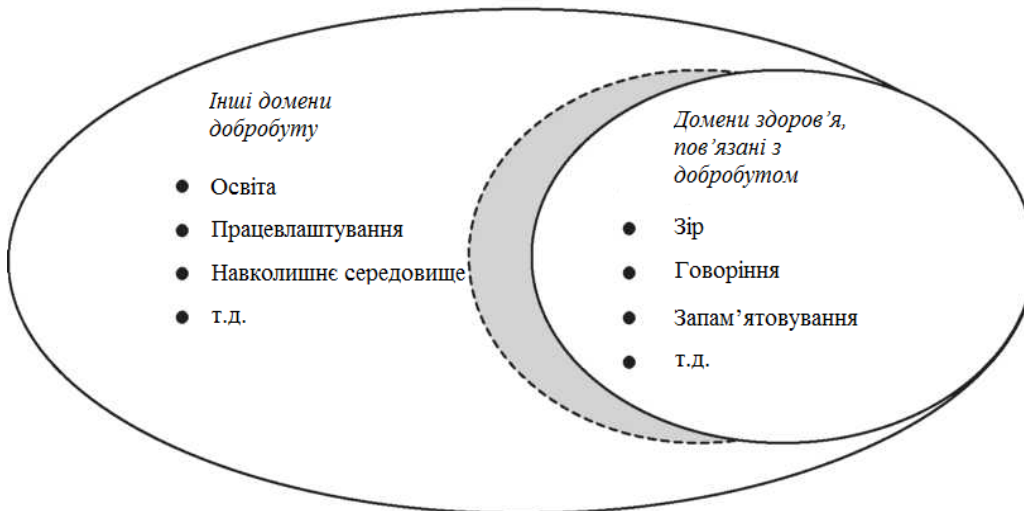 Інші домени
добробуту
● Освіта
● Працевлаштування
● Навколишнє середовище
● т.д.
Домени здоров’я,
пов’язані з
добробутом
● Зір
● Говоріння
● Запам’ятовування
● т.д.